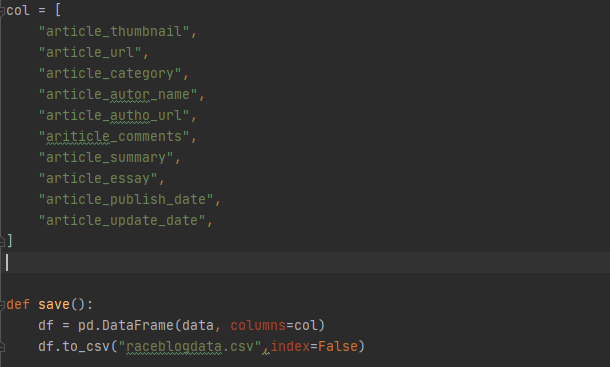 col = [
    "article_thumbnail",
    "article_url",
    "article_category",
    "article_autor_name",
    "article_autho_url",
    "ariticle_comments",
    "article_summary",
    "article_essay",
    "article_publish_date",
    "article_update_date",
]
def save():
    df = pd.DataFrame(data, columns=col)
    df.to_csv("raceblogdata.csv",index=False)